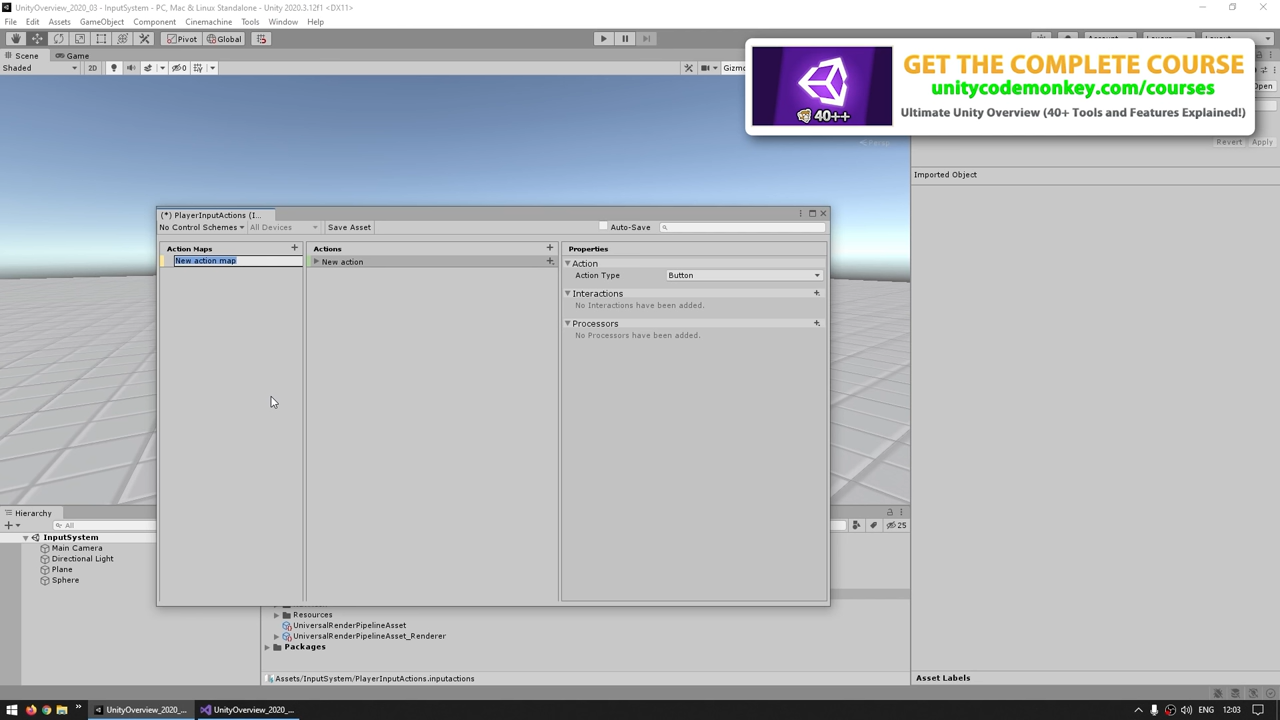 UnityOverview_2020_03 - InputSystem - PC, Mac & Linux Standalone - Unity 2020.3.12f1 <DX11>
File Edit Assets GameObject Component Cinemachine Tools Window Help
Pivot Global
Scene Game
Shaded 2D 0 Gizmo
GET THE COMPLETE COURSE
unitycodemonkey.com/courses
Ultimate Unity Overview (40+ Tools and Features Explained!)
40++
Open
Persp
Revert Apply
Imported Object
(*) PlayerInputActions (I...
No Control Schemes All Devices Save Asset Auto-Save
Action Maps + Actions + Properties
New action map New action Action
Action Type Button
Interactions
No Interactions have been added.
Processors
No Processors have been added.
Hierarchy
All 25
InputSystem
Main Camera
Directional Light
Plane
Sphere
Resources
UniversalRenderPipelineAsset
UniversalRenderPipelineAsset_Renderer
Packages
Assets/InputSystem/PlayerInputActions.inputactions
Asset Labels
UnityOverview_2020_... UnityOverview_2020_... ENG 12:03